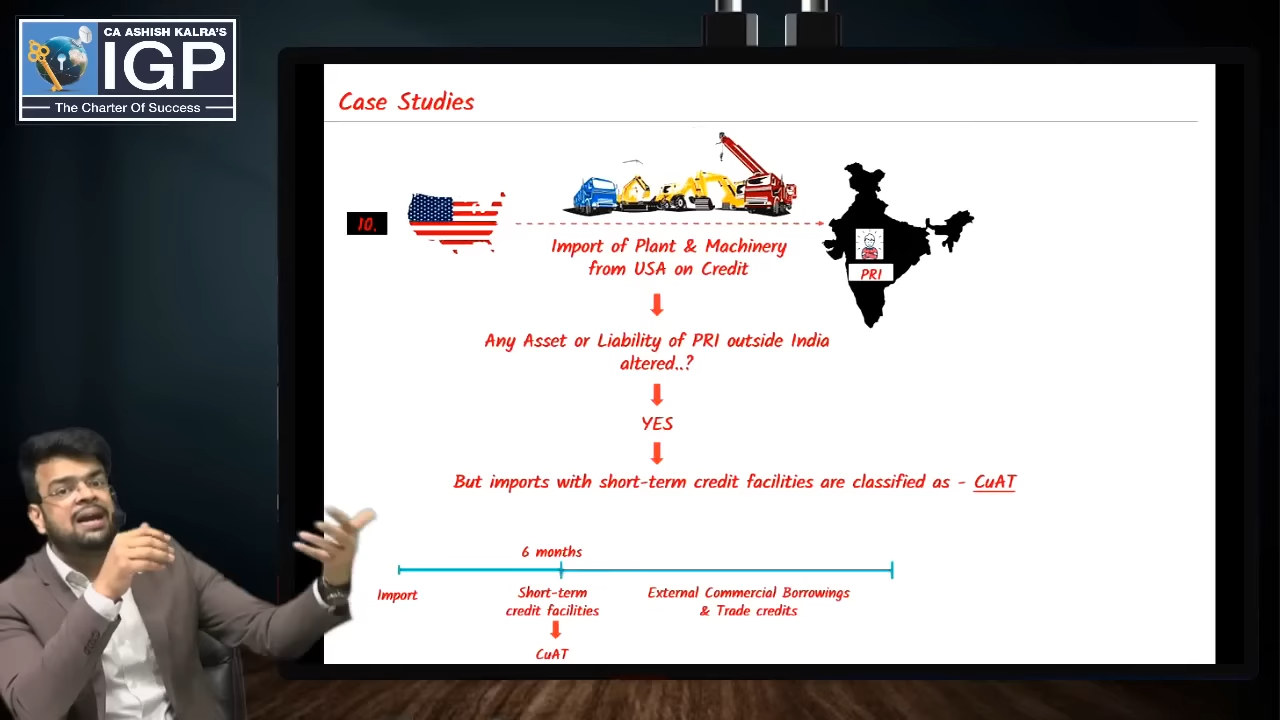 CA ASHISH KALRA'S
IGP
The Charter Of Success
Case Studies
10.
Import of Plant & Machinery
from USA on Credit
PRI
Any Asset or Liability of PRI outside India
altered..?
YES
But imports with short-term credit facilities are classified as - CuAT
6 months
Import
Short-term
credit facilities
External Commercial Borrowings
& Trade credits
CuAT